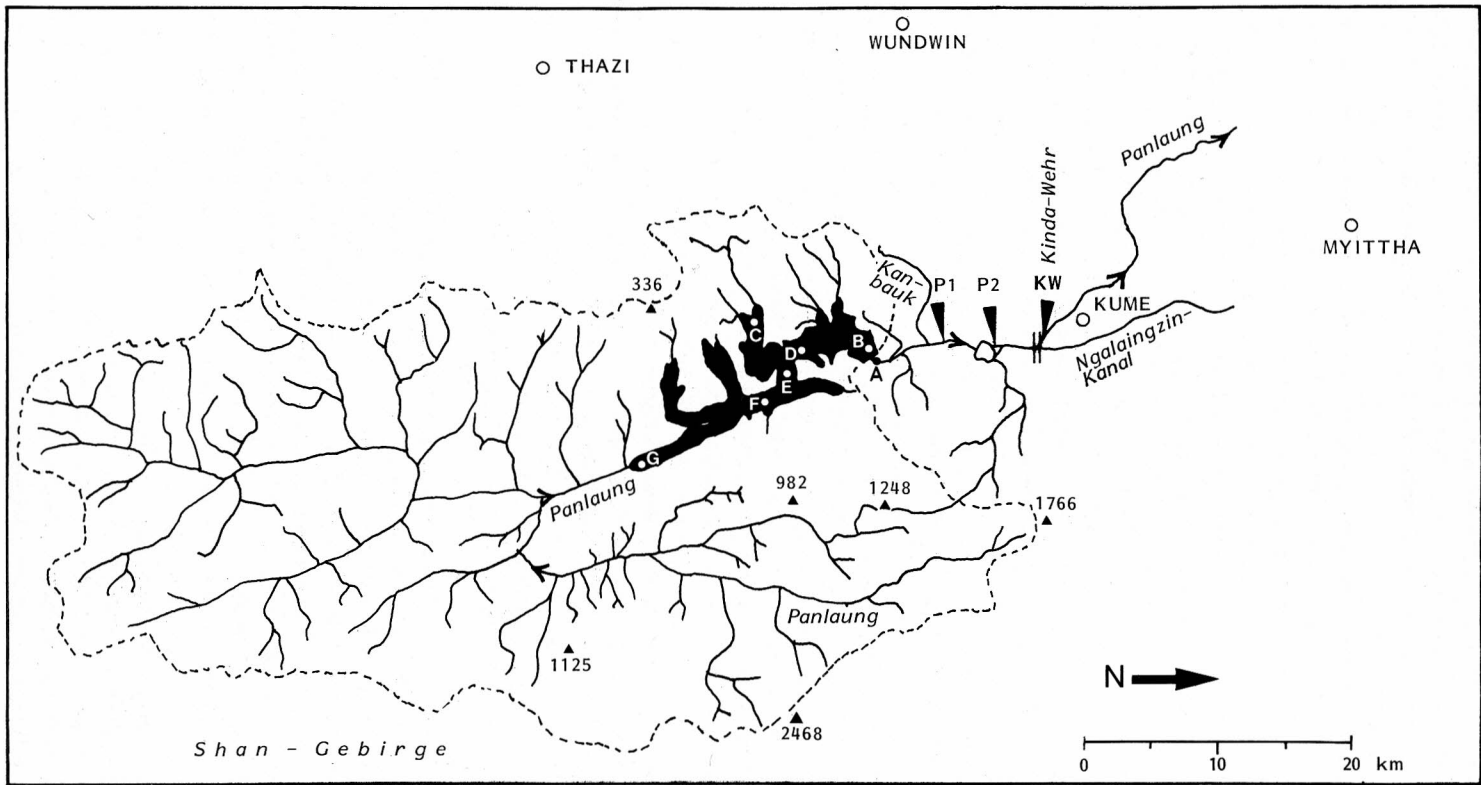 WUNDWIN
THAZI
Panlaung
Kinda-Wehr
MYITTHA
Kan-
bauk
P1
P2
KW
336
KUME
C
B
D
A
Ngalaingzin-
Kanal
E
F
G
982
1248
1766
Panlaung
Panlaung
1125
N
2468
Shan - Gebirge
0 10 20 km